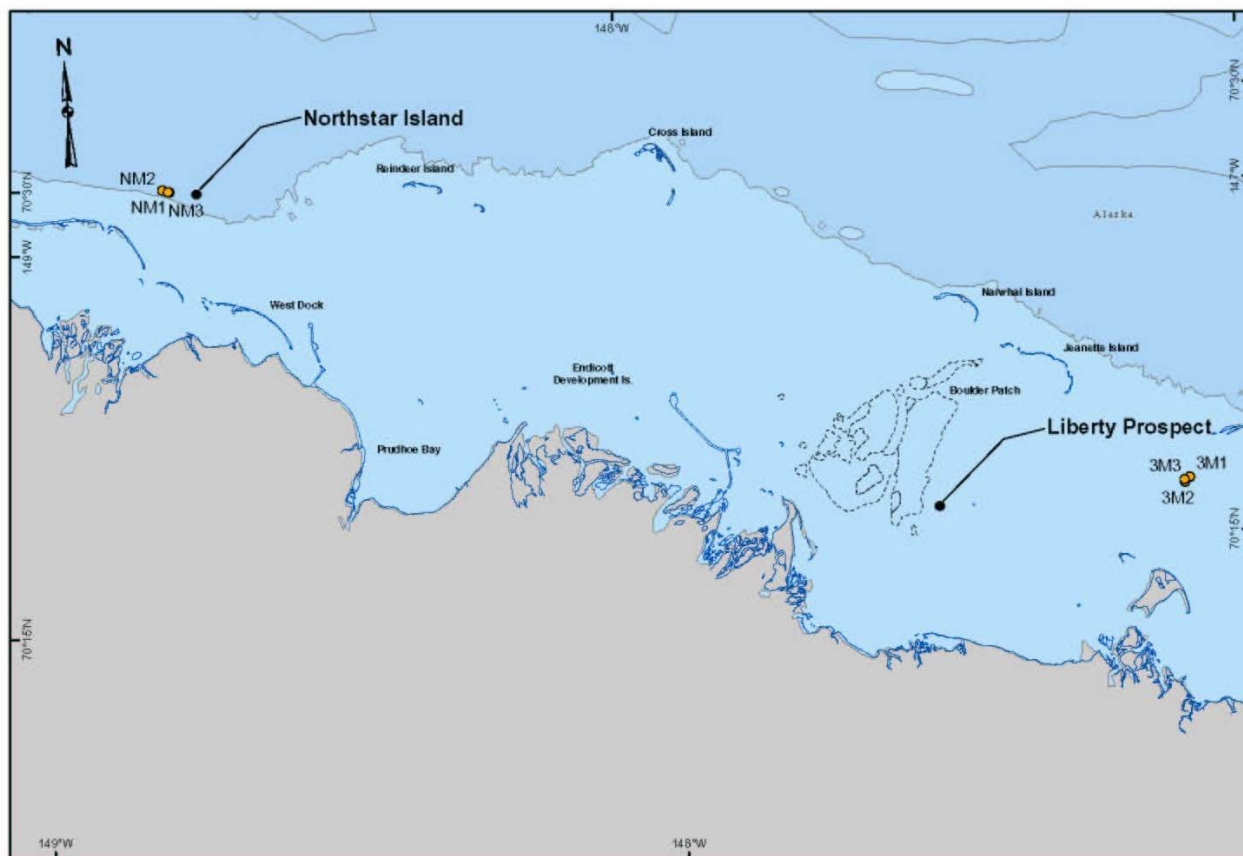 148°W
N
70°30'N
Northstar Island
Cross Island
Reindeer Island
NM2
NM1 NM3
70°30'N
147°W
Alaska
149°W
West Dock
Narwhal Island
Jeanette Island
Endicott
Development Is.
Boulder Patch
Liberty Prospect
Prudhoe Bay
3M3 3M1
3M2
70°15'N
70°15'N
149°W
148°W